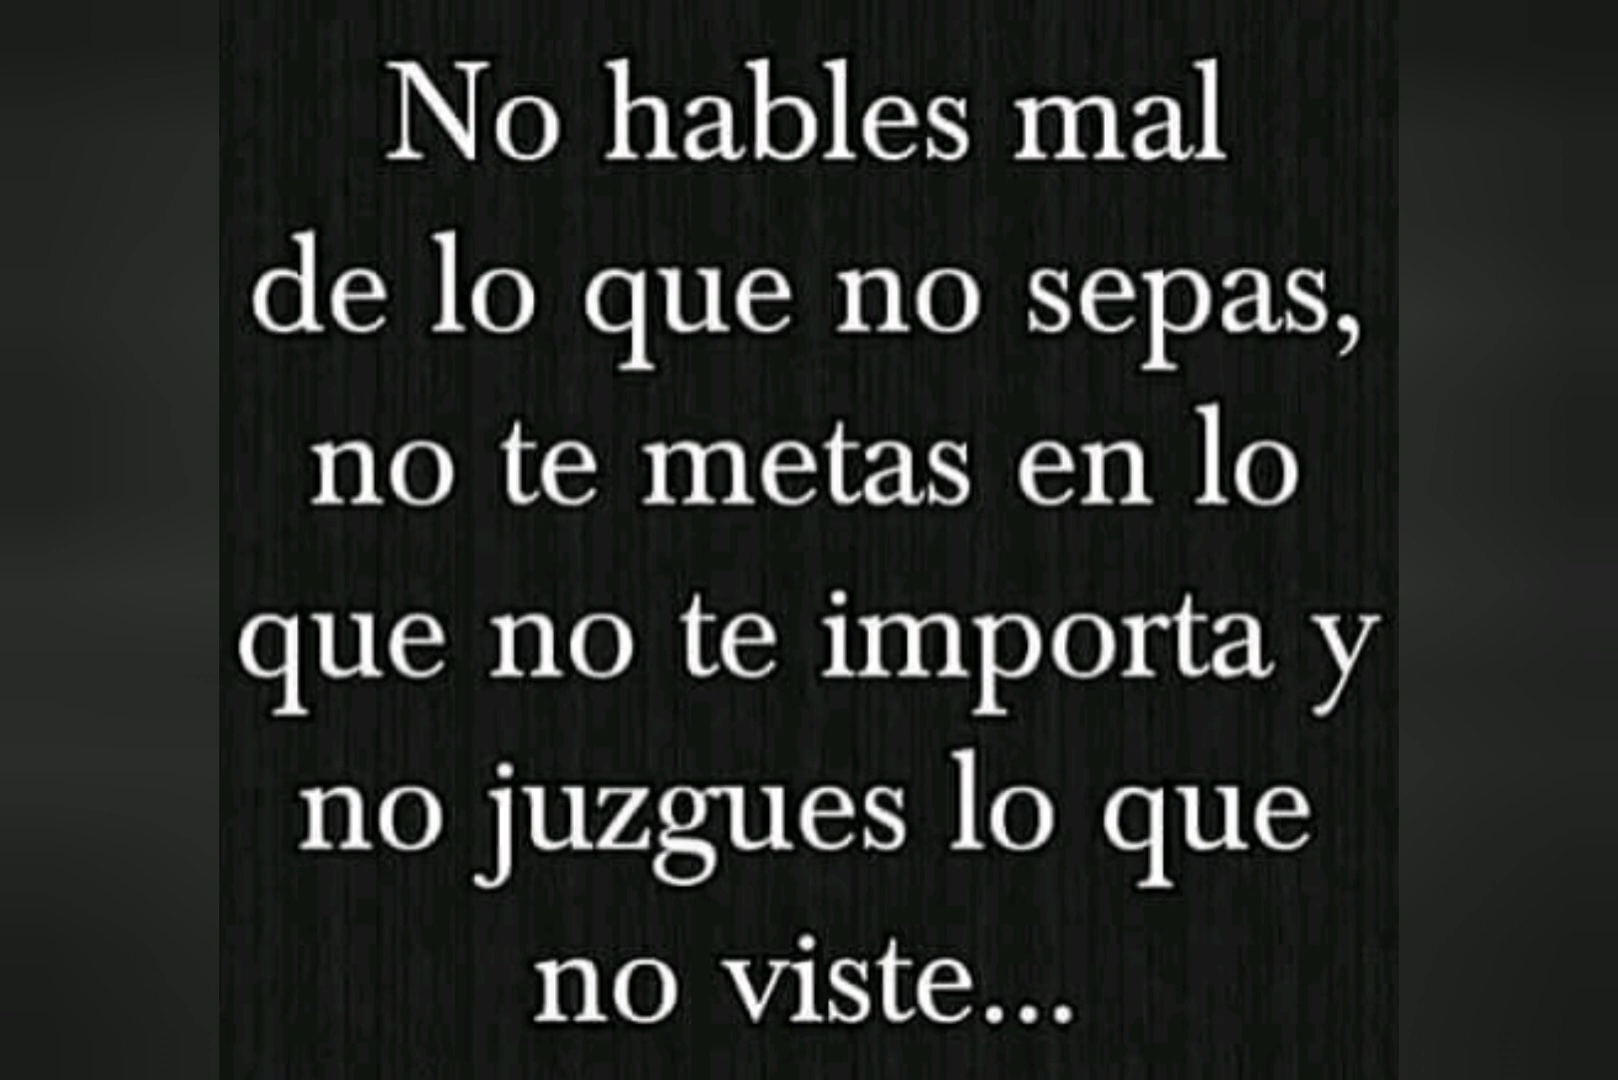 No hables mal
de lo que no sepas,
no te metas en lo
que no te importa y
no juzgues lo que
no viste...